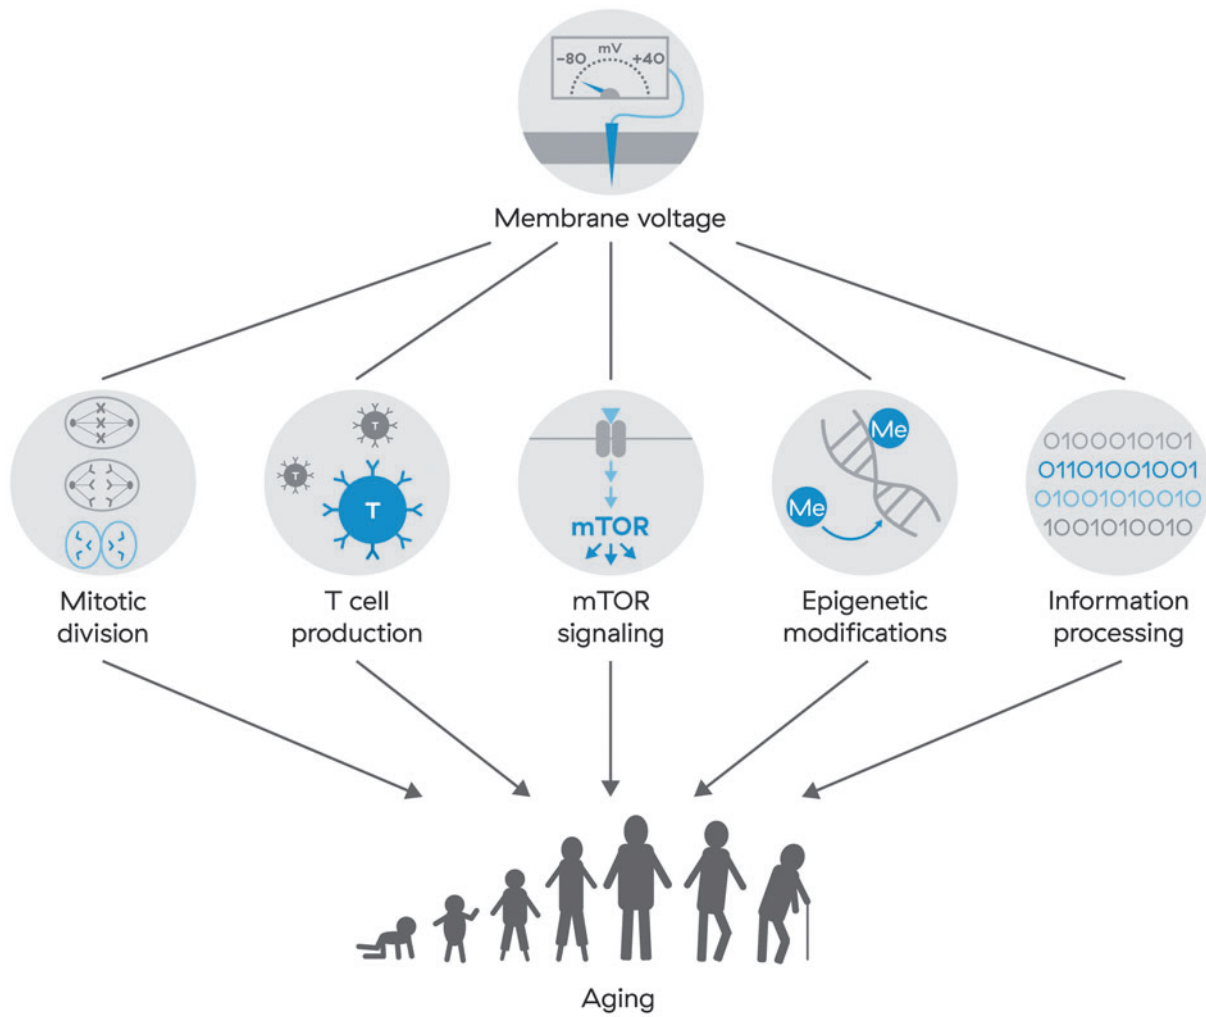 mV
-80 +40
Membrane voltage
T
T
T
mTOR
Me
Me
0100010101
01101001001
01001010010
1001010010
Mitotic
division
T cell
production
mTOR
signaling
Epigenetic
modifications
Information
processing
Aging